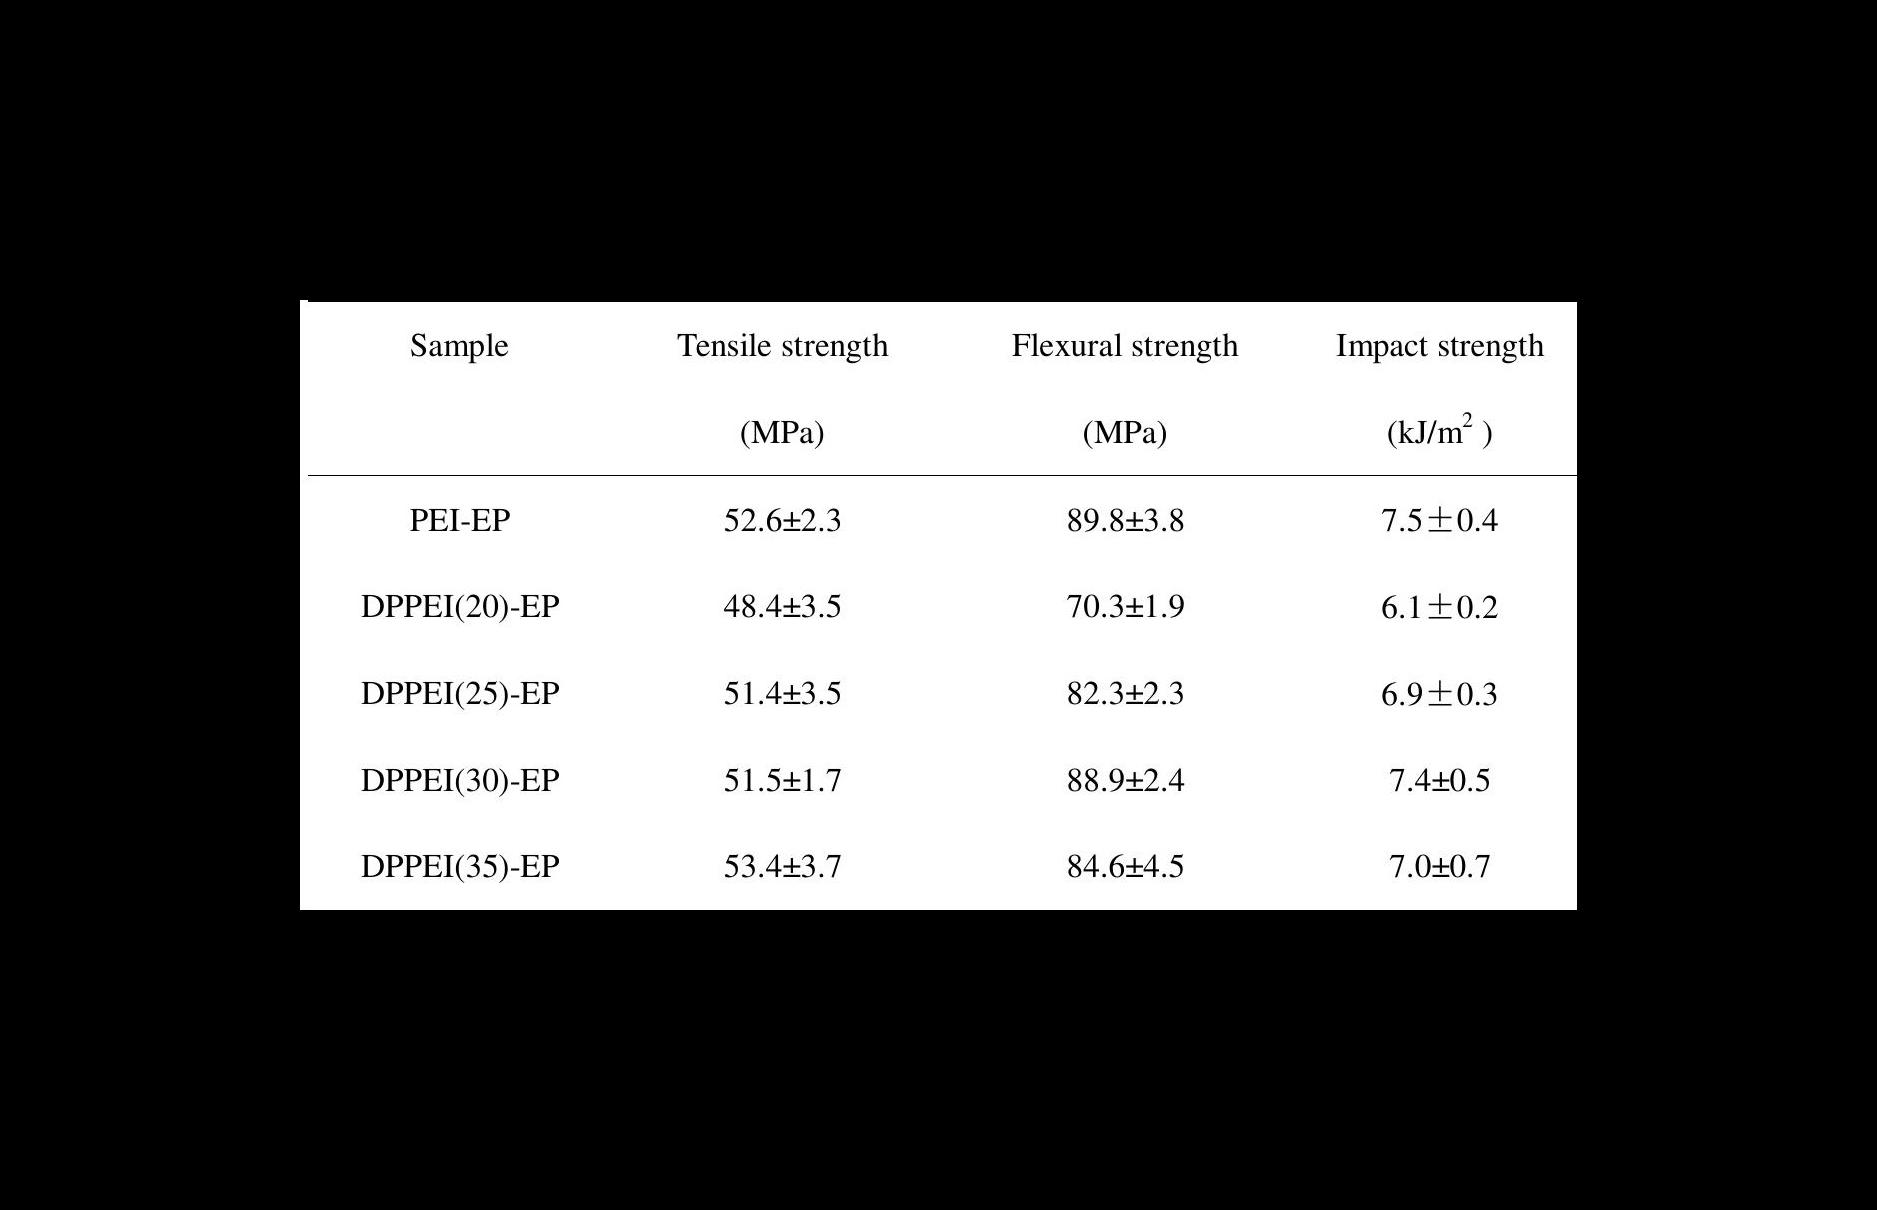 Sample Tensile strength Flexural strength Impact strength
(MPa) (MPa) (kJ/m² )
PEI-EP 52.6±2.3 89.8±3.8 7.5±0.4
DPPEI(20)-EP 48.4±3.5 70.3±1.9 6.1±0.2
DPPEI(25)-EP 51.4±3.5 82.3±2.3 6.9±0.3
DPPEI(30)-EP 51.5±1.7 88.9±2.4 7.4±0.5
DPPEI(35)-EP 53.4±3.7 84.6±4.5 7.0±0.7